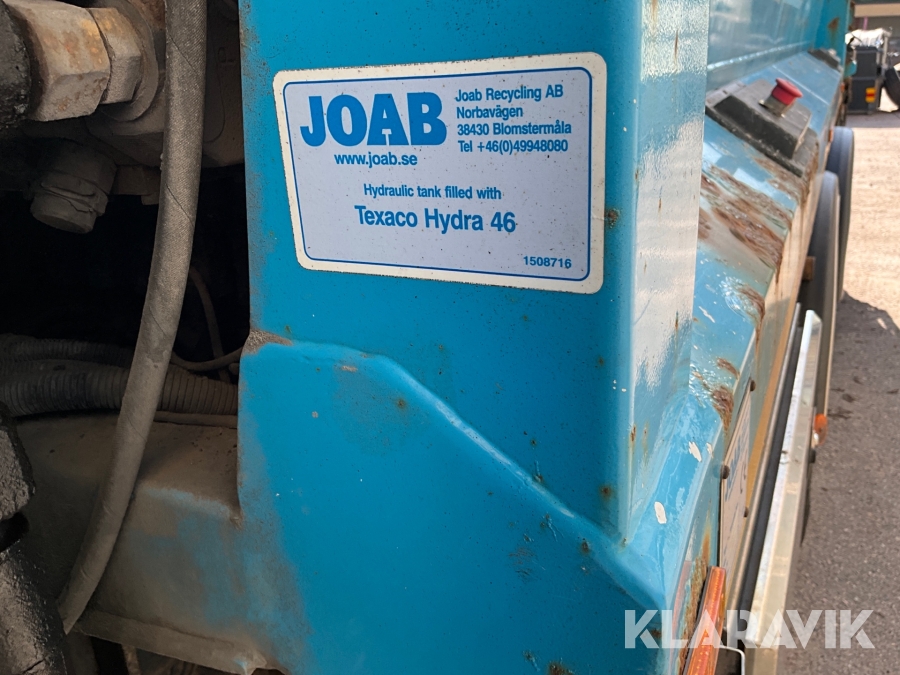 JOAB
www.joab.se
Joab Recycling AB
Norbavägen
38430 Blomstermåla
Tel +46(0)49948080
Hydraulic tank filled with
Texaco Hydra 46
1508716
KLARAVIK